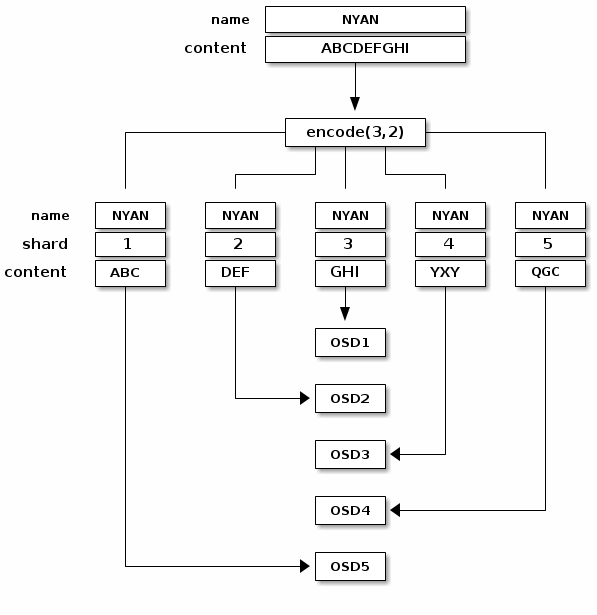 name NYAN
content ABCDEFGHI
encode(3,2)
name NYAN NYAN NYAN NYAN NYAN
shard 1 2 3 4 5
content ABC DEF GHI YXY QGC
OSD1
OSD2
OSD3
OSD4
OSD5